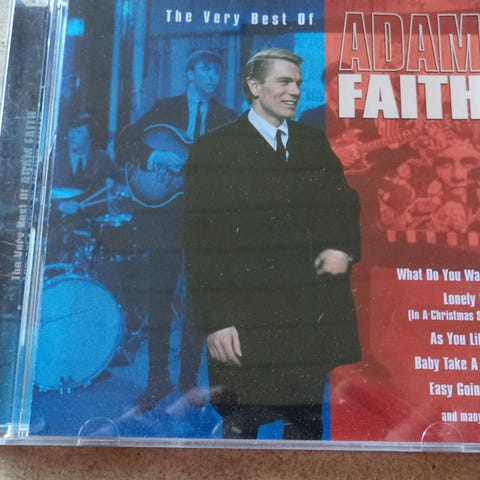 The Very Best Of
ADAM
FAITH
The Very Best Of ADAM FAITH
What Do You Wa
Lonely
(In A Christmas S
As You Li
Baby Take A
Easy Goin
and many